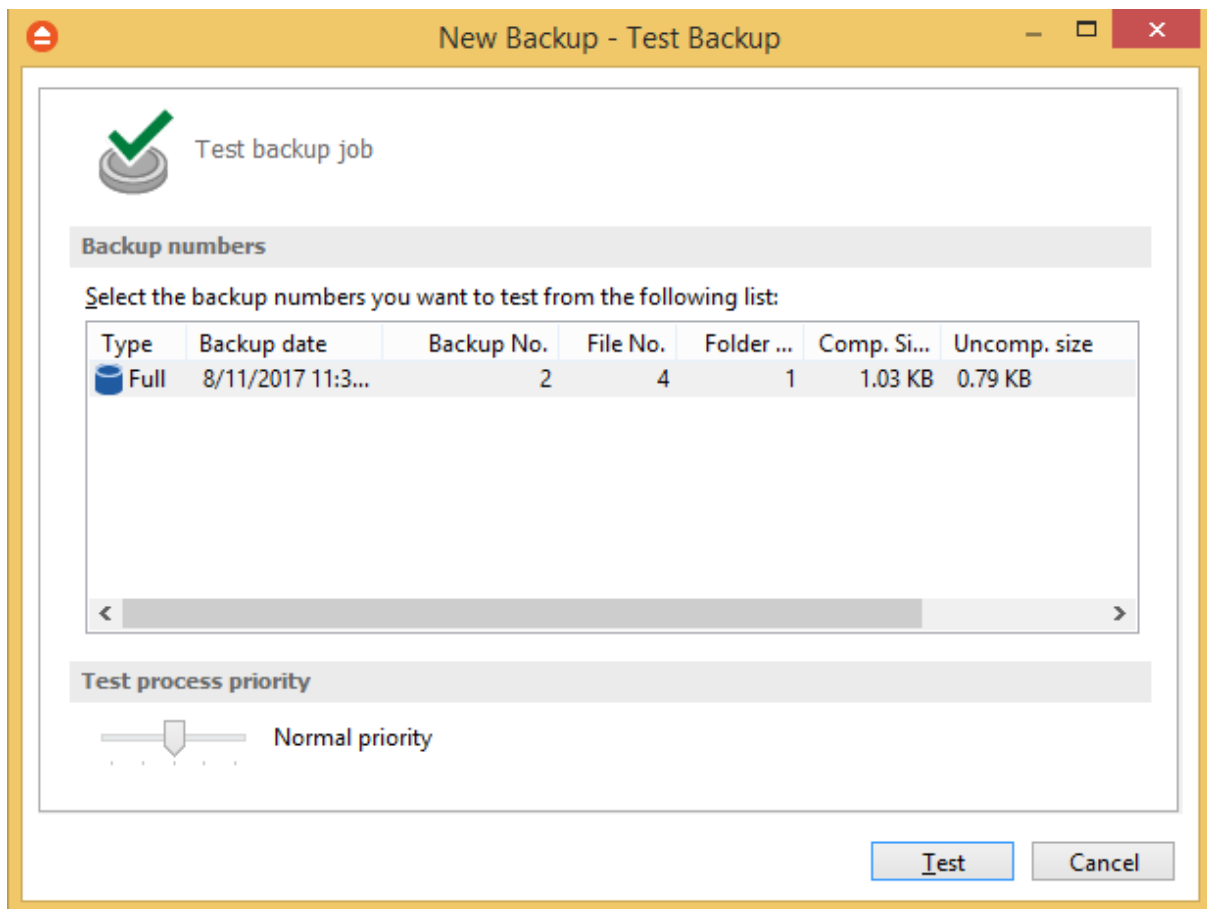 New Backup - Test Backup
Test backup job
Backup numbers
Select the backup numbers you want to test from the following list:
Type Backup date Backup No. File No. Folder ... Comp. Si... Uncomp. size
Full 8/11/2017 11:3... 2 4 1 1.03 KB 0.79 KB
Test process priority
Normal priority
Test Cancel